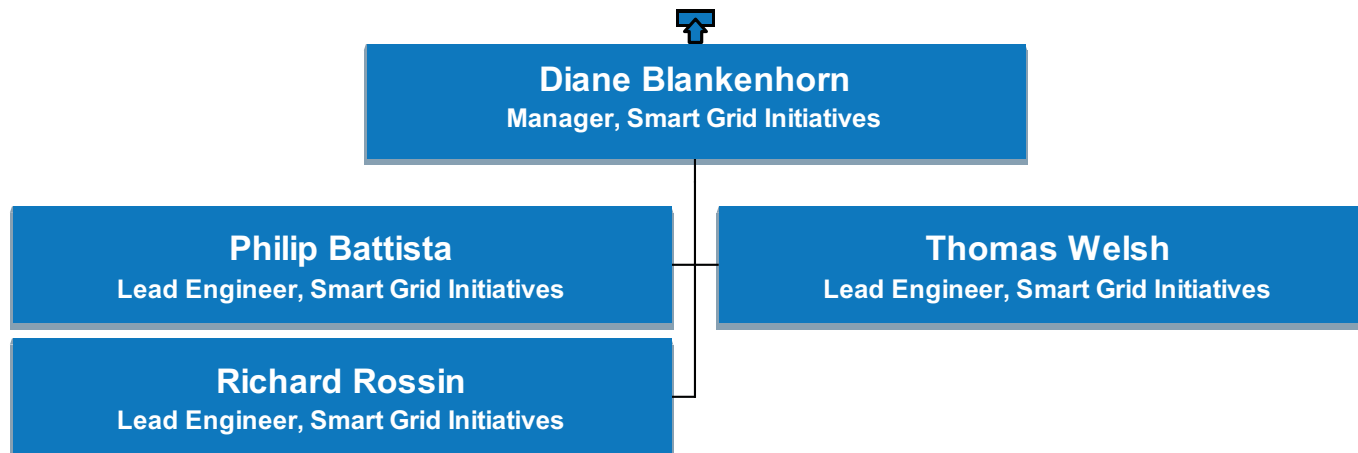 Diane Blankenhorn
Manager, Smart Grid Initiatives
Philip Battista
Lead Engineer, Smart Grid Initiatives
Thomas Welsh
Lead Engineer, Smart Grid Initiatives
Richard Rossin
Lead Engineer, Smart Grid Initiatives